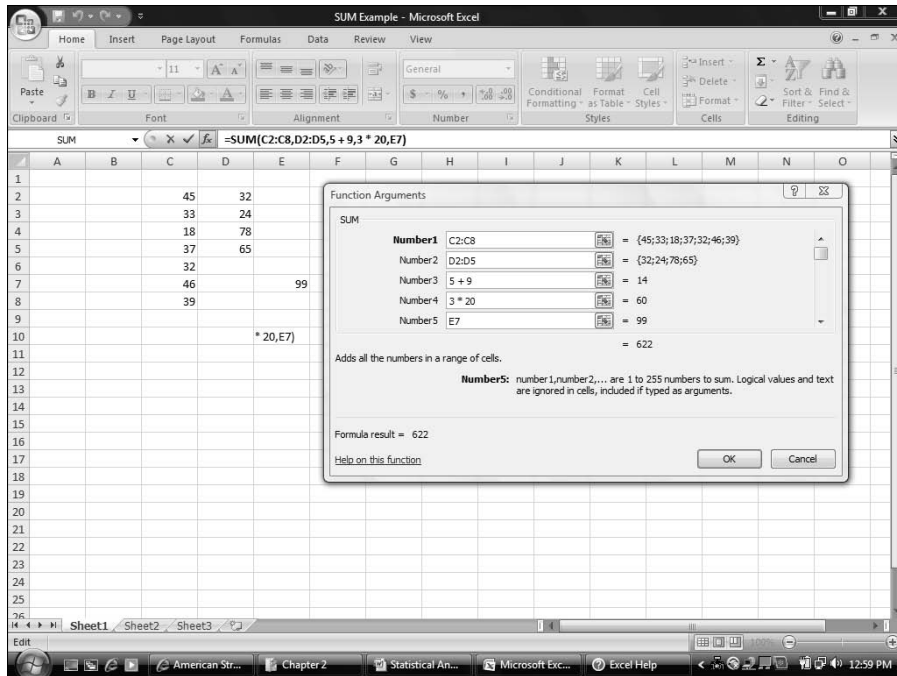 SUM Example - Microsoft Excel
Home Insert Page Layout Formulas Data Review View
Paste
11 A A
General
B I U
A
$ % ,
Conditional Formatting
Format as Table
Cell Styles
Insert
Delete
Format
Σ
Sort & Filter
Find & Select
Clipboard Font Alignment Number Styles Cells Editing
SUM fx =SUM(C2:C8,D2:D5,5 + 9,3 * 20,E7)
A B C D E F G H I J K L M N O
1
2 45 32
3 33 24
4 18 78
5 37 65
6 32
7 46 99
8 39
9
10 * 20,E7)
11
12
13
14
15
16
17
18
19
20
21
22
23
24
25
26
Function Arguments
SUM
Number1 C2:C8 = {45;33;18;37;32;46;39}
Number2 D2:D5 = {32;24;78;65}
Number3 5 + 9 = 14
Number4 3 * 20 = 60
Number5 E7 = 99
= 622
Adds all the numbers in a range of cells.
Number5: number1,number2,... are 1 to 255 numbers to sum. Logical values and text
are ignored in cells, included if typed as arguments.
Formula result = 622
Help on this function OK Cancel
Sheet1 Sheet2 Sheet3
Edit 100%
American Str... Chapter 2 Statistical An... Microsoft Exc... Excel Help 12:59 PM